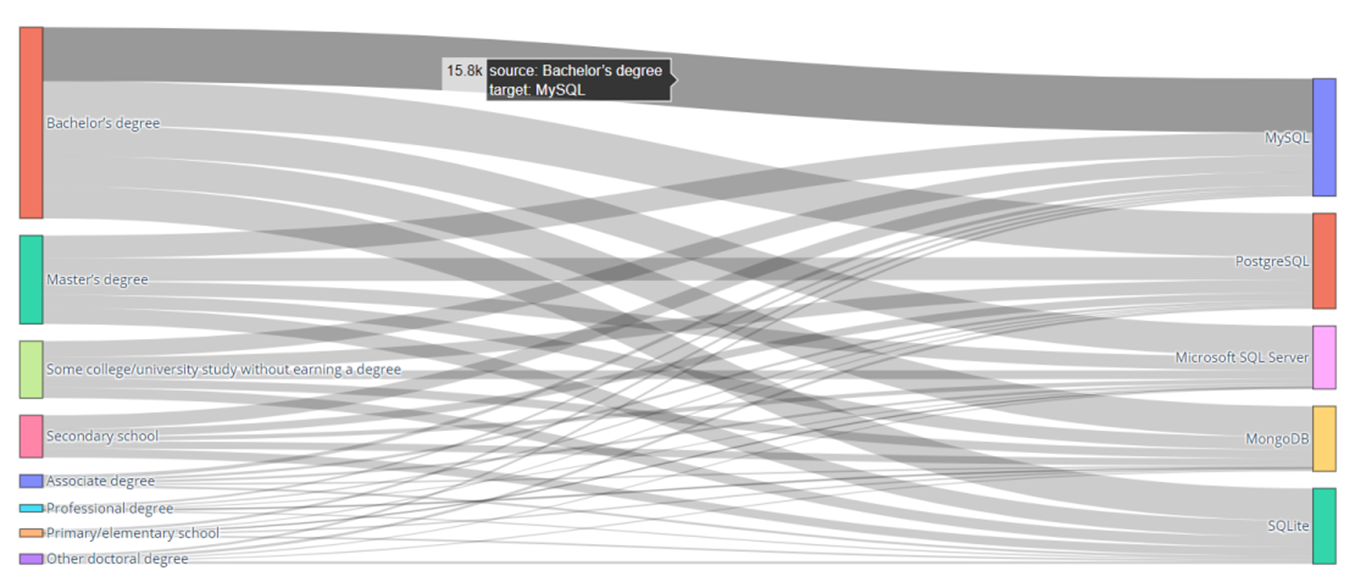 15.8k source: Bachelor's degree
target: MySQL
Bachelor's degree
MySQL
PostgreSQL
Master's degree
Microsoft SQL Server
Some college/university study without earning a degree
Secondary school
MongoDB
Associate degree
Professional degree
SQLite
Primary/elementary school
Other doctoral degree